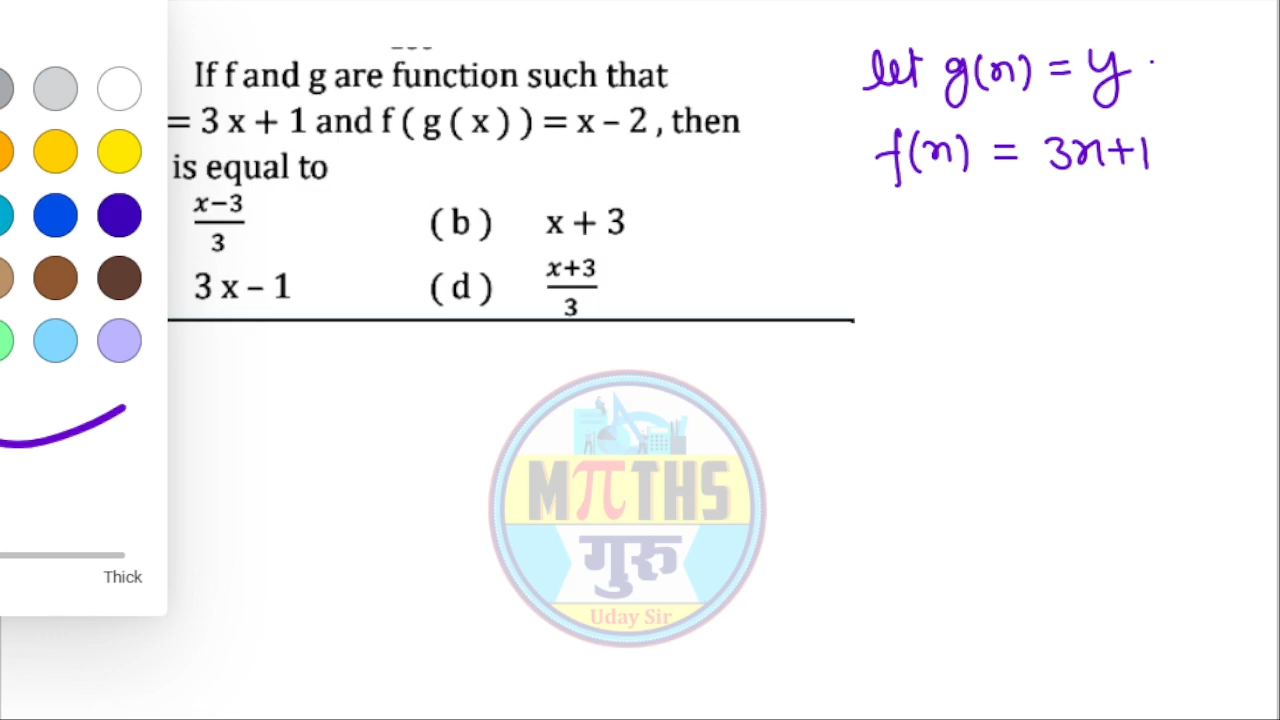 If f and g are function such that
= 3 x + 1 and f ( g ( x ) ) = x – 2 , then
is equal to
x−3/3
( b ) x + 3
3 x – 1
( d ) x+3/3
let g(x) = y
f(x) = 3x+1
Thick
MπTHS
गुरु
Uday Sir